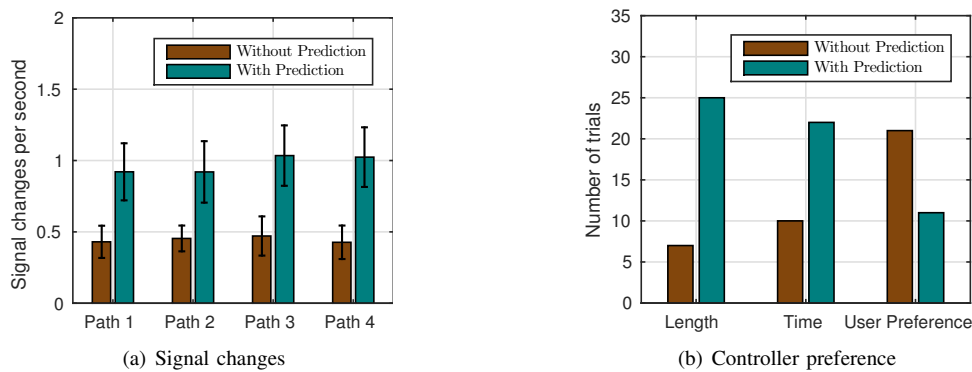 2
1.5
1
0.5
0
Signal changes per second
Without Prediction
With Prediction
Path 1 Path 2 Path 3 Path 4
(a) Signal changes
35
30
25
20
15
10
5
0
Number of trials
Without Prediction
With Prediction
Length Time User Preference
(b) Controller preference